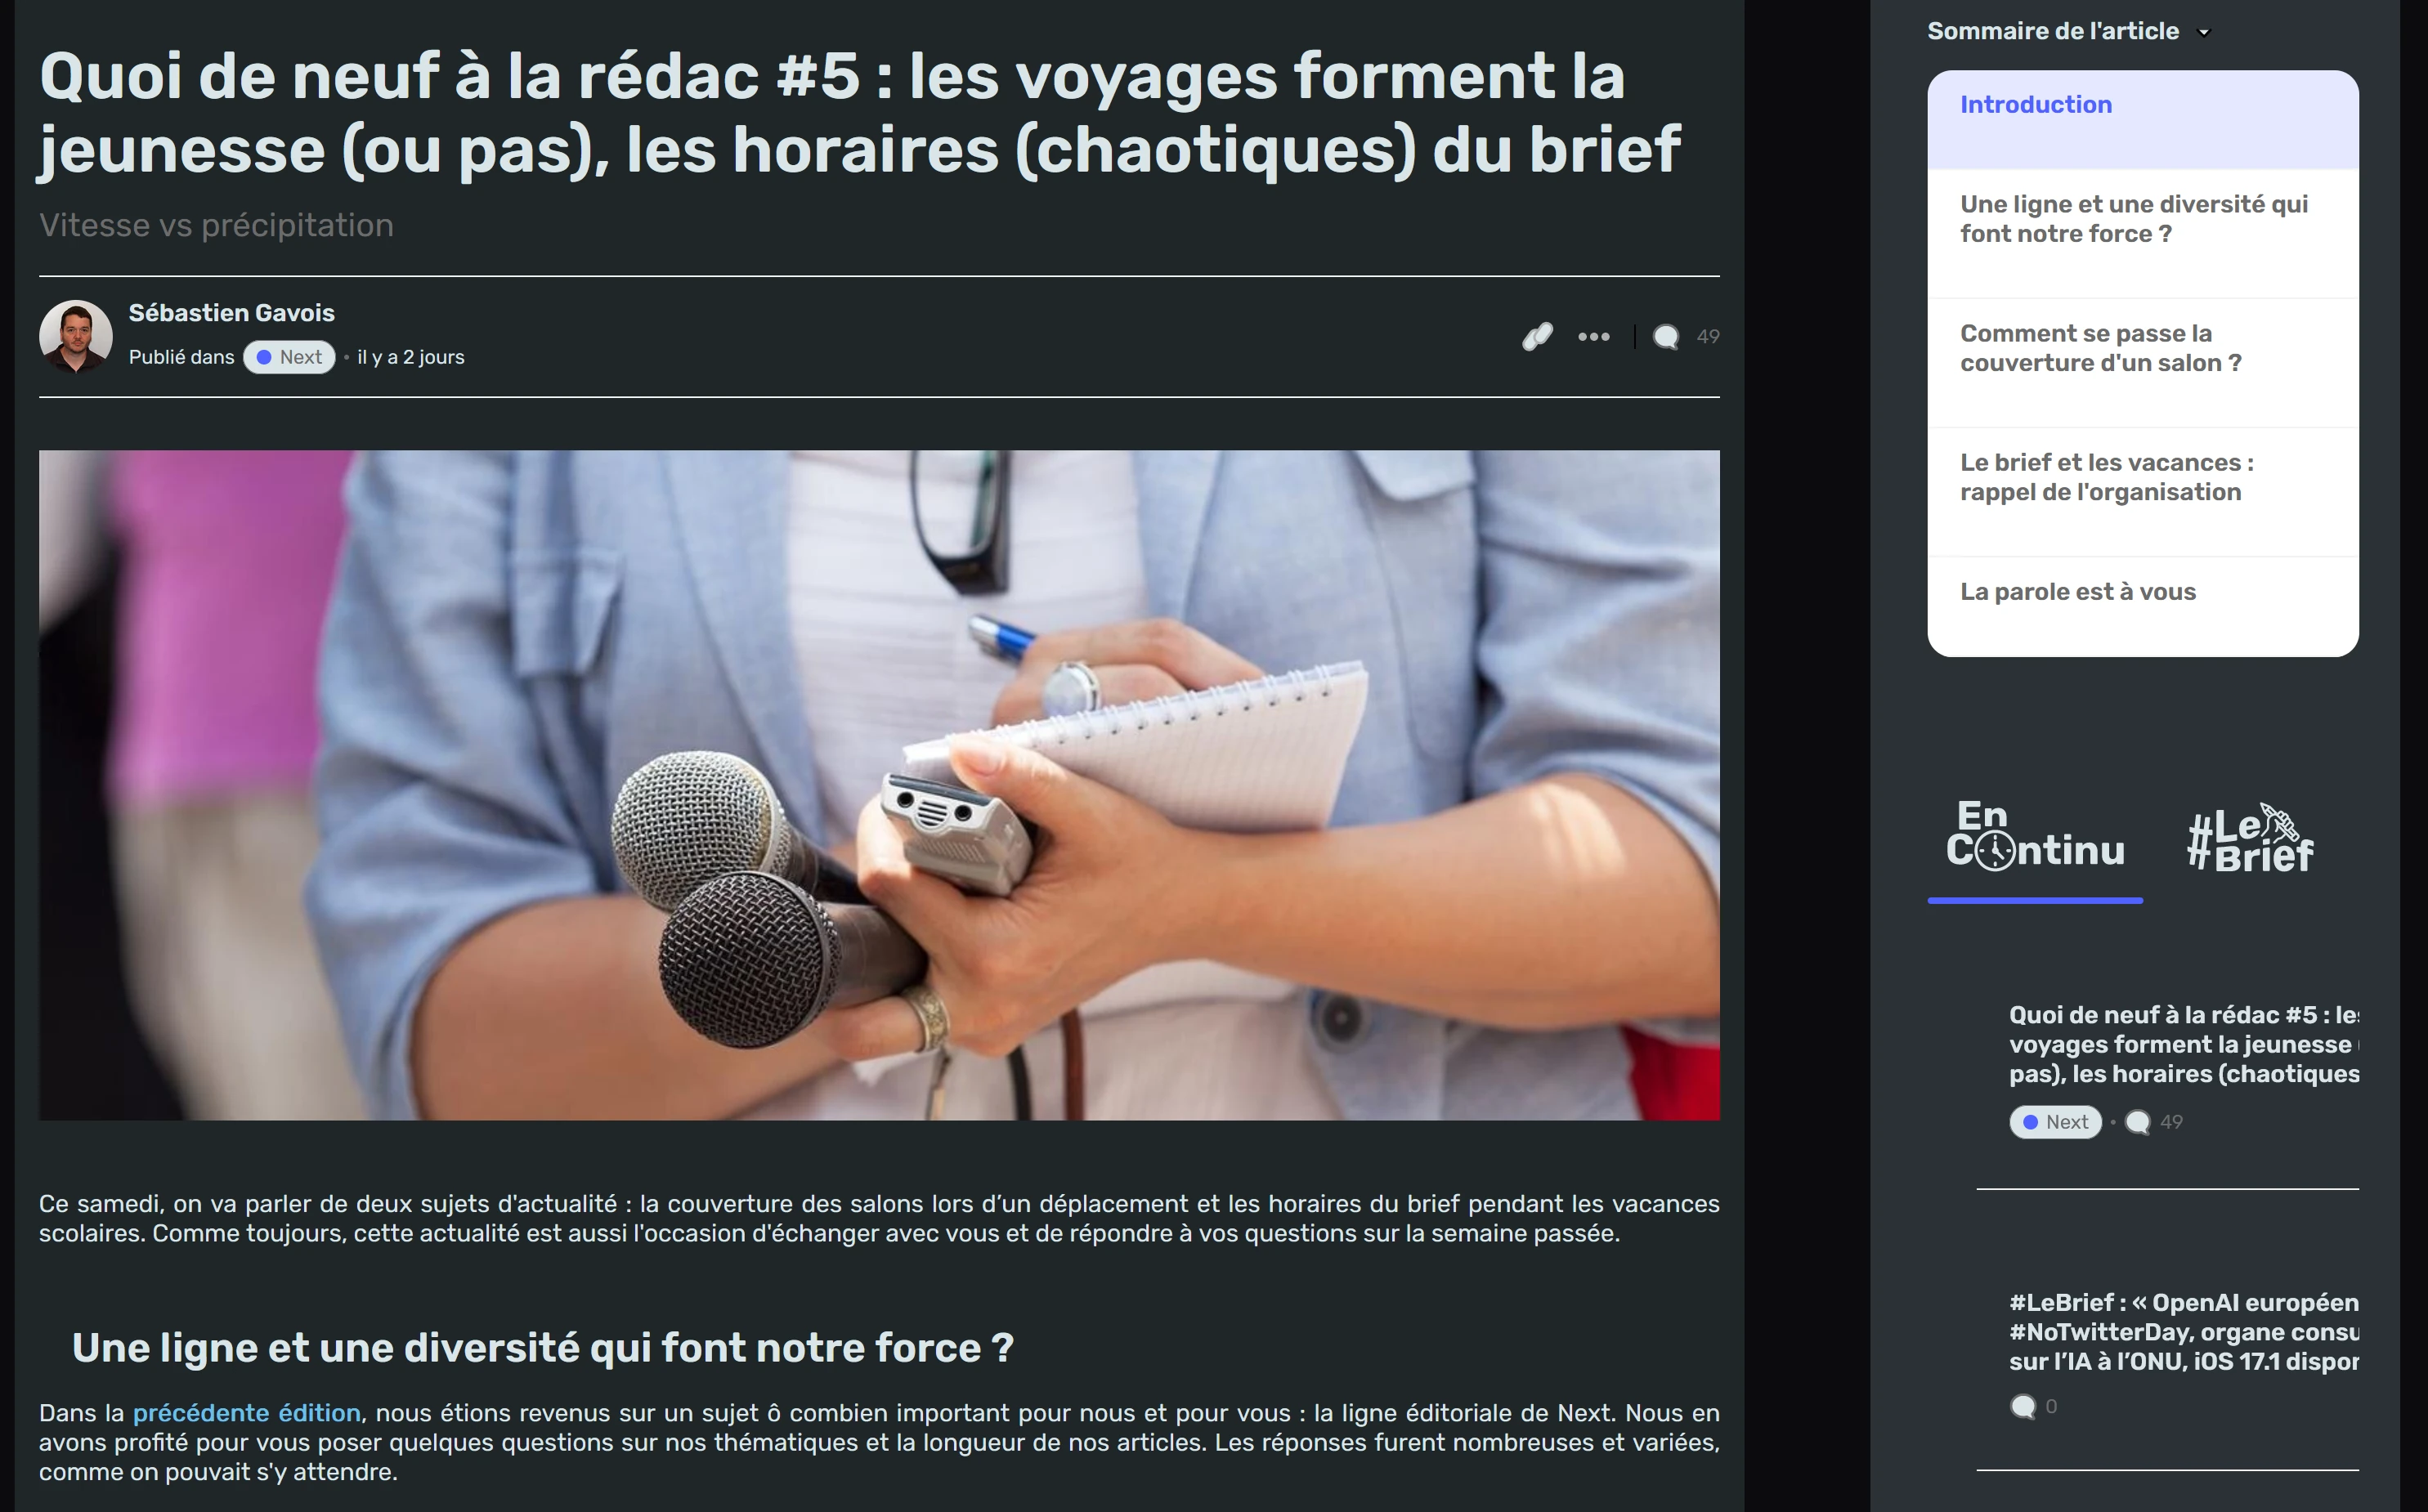 Quoi de neuf à la rédac #5 : les voyages forment la
jeunesse (ou pas), les horaires (chaotiques) du brief
Vitesse vs précipitation
Sébastien Gavois
Publié dans Next • il y a 2 jours
49
Ce samedi, on va parler de deux sujets d'actualité : la couverture des salons lors d’un déplacement et les horaires du brief pendant les vacances
scolaires. Comme toujours, cette actualité est aussi l'occasion d'échanger avec vous et de répondre à vos questions sur la semaine passée.
Une ligne et une diversité qui font notre force ?
Dans la précédente édition, nous étions revenus sur un sujet ô combien important pour nous et pour vous : la ligne éditoriale de Next. Nous en
avons profité pour vous poser quelques questions sur nos thématiques et la longueur de nos articles. Les réponses furent nombreuses et variées,
comme on pouvait s'y attendre.
Sommaire de l'article
Introduction
Une ligne et une diversité qui
font notre force ?
Comment se passe la
couverture d'un salon ?
Le brief et les vacances :
rappel de l'organisation
La parole est à vous
En
Continu
#Le
Brief
Quoi de neuf à la rédac #5 :
voyages forment la jeunesse
pas), les horaires (chaotiques
Next • 49
#LeBrief : « OpenAI européen
#NoTwitterDay, organe
sur l’IA à l’ONU, iOS 17.1
0